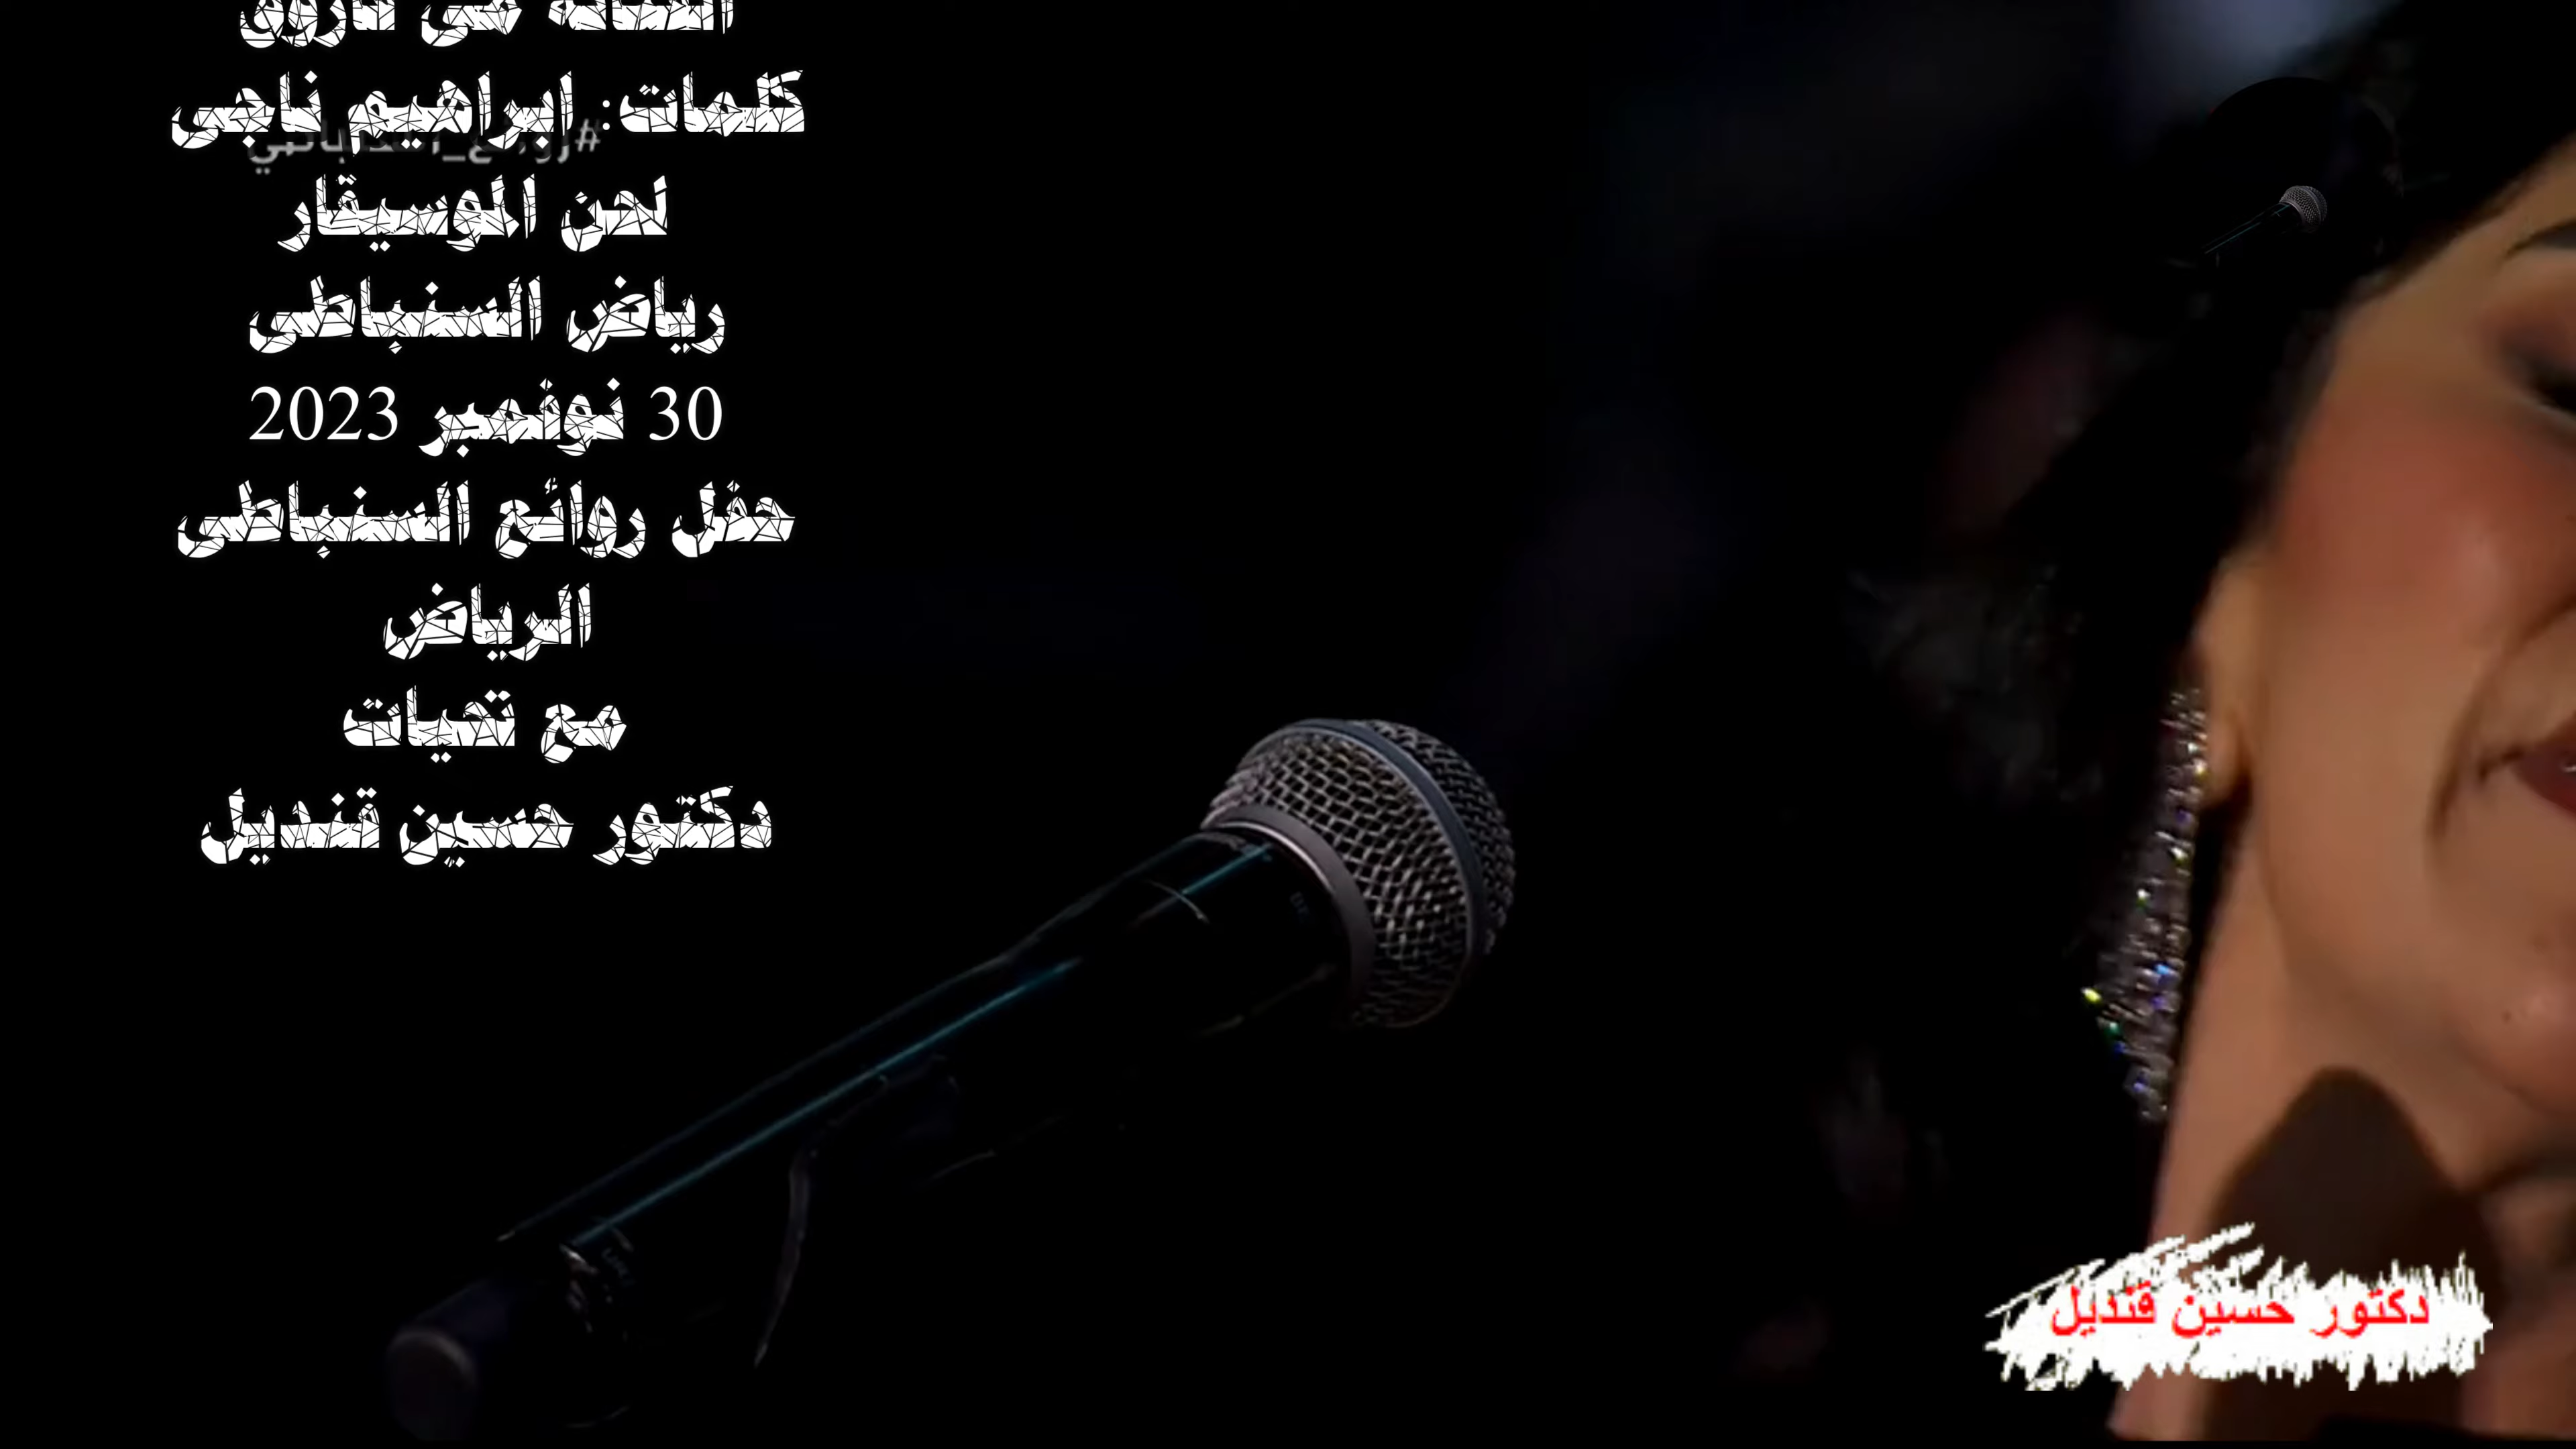 كلمات: ابراهيم ناجى
لحن الموسيقار
رياض السنباطى
30 نوفمبر 2023
حفل روائع السنباطى
الرياض
مع تحيات
دكتور حسين قنديل
دكتور حسين قنديل